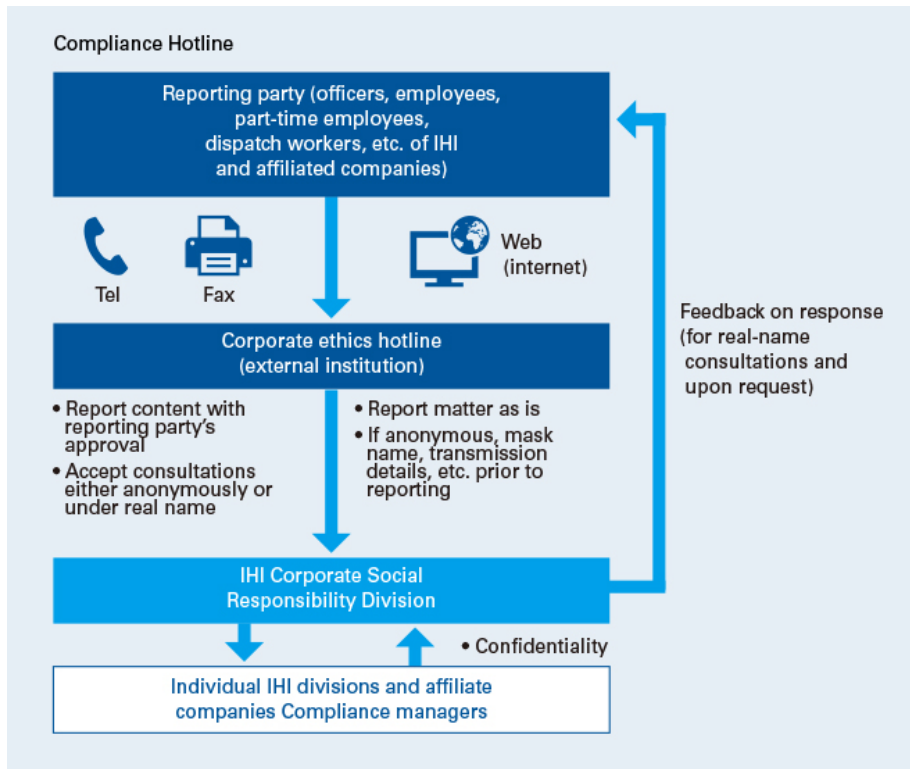 Compliance Hotline
Reporting party (officers, employees,
part-time employees,
dispatch workers, etc. of IHI
and affiliated companies)
Tel
Fax
Web
(internet)
Corporate ethics hotline
(external institution)
• Report content with
reporting party's
approval
• Accept consultations
either anonymously or
under real name
• Report matter as is
• If anonymous, mask
name, transmission
details, etc. prior to
reporting
Feedback on response
(for real-name
consultations and
upon request)
IHI Corporate Social
Responsibility Division
• Confidentiality
Individual IHI divisions and affiliate
companies Compliance managers